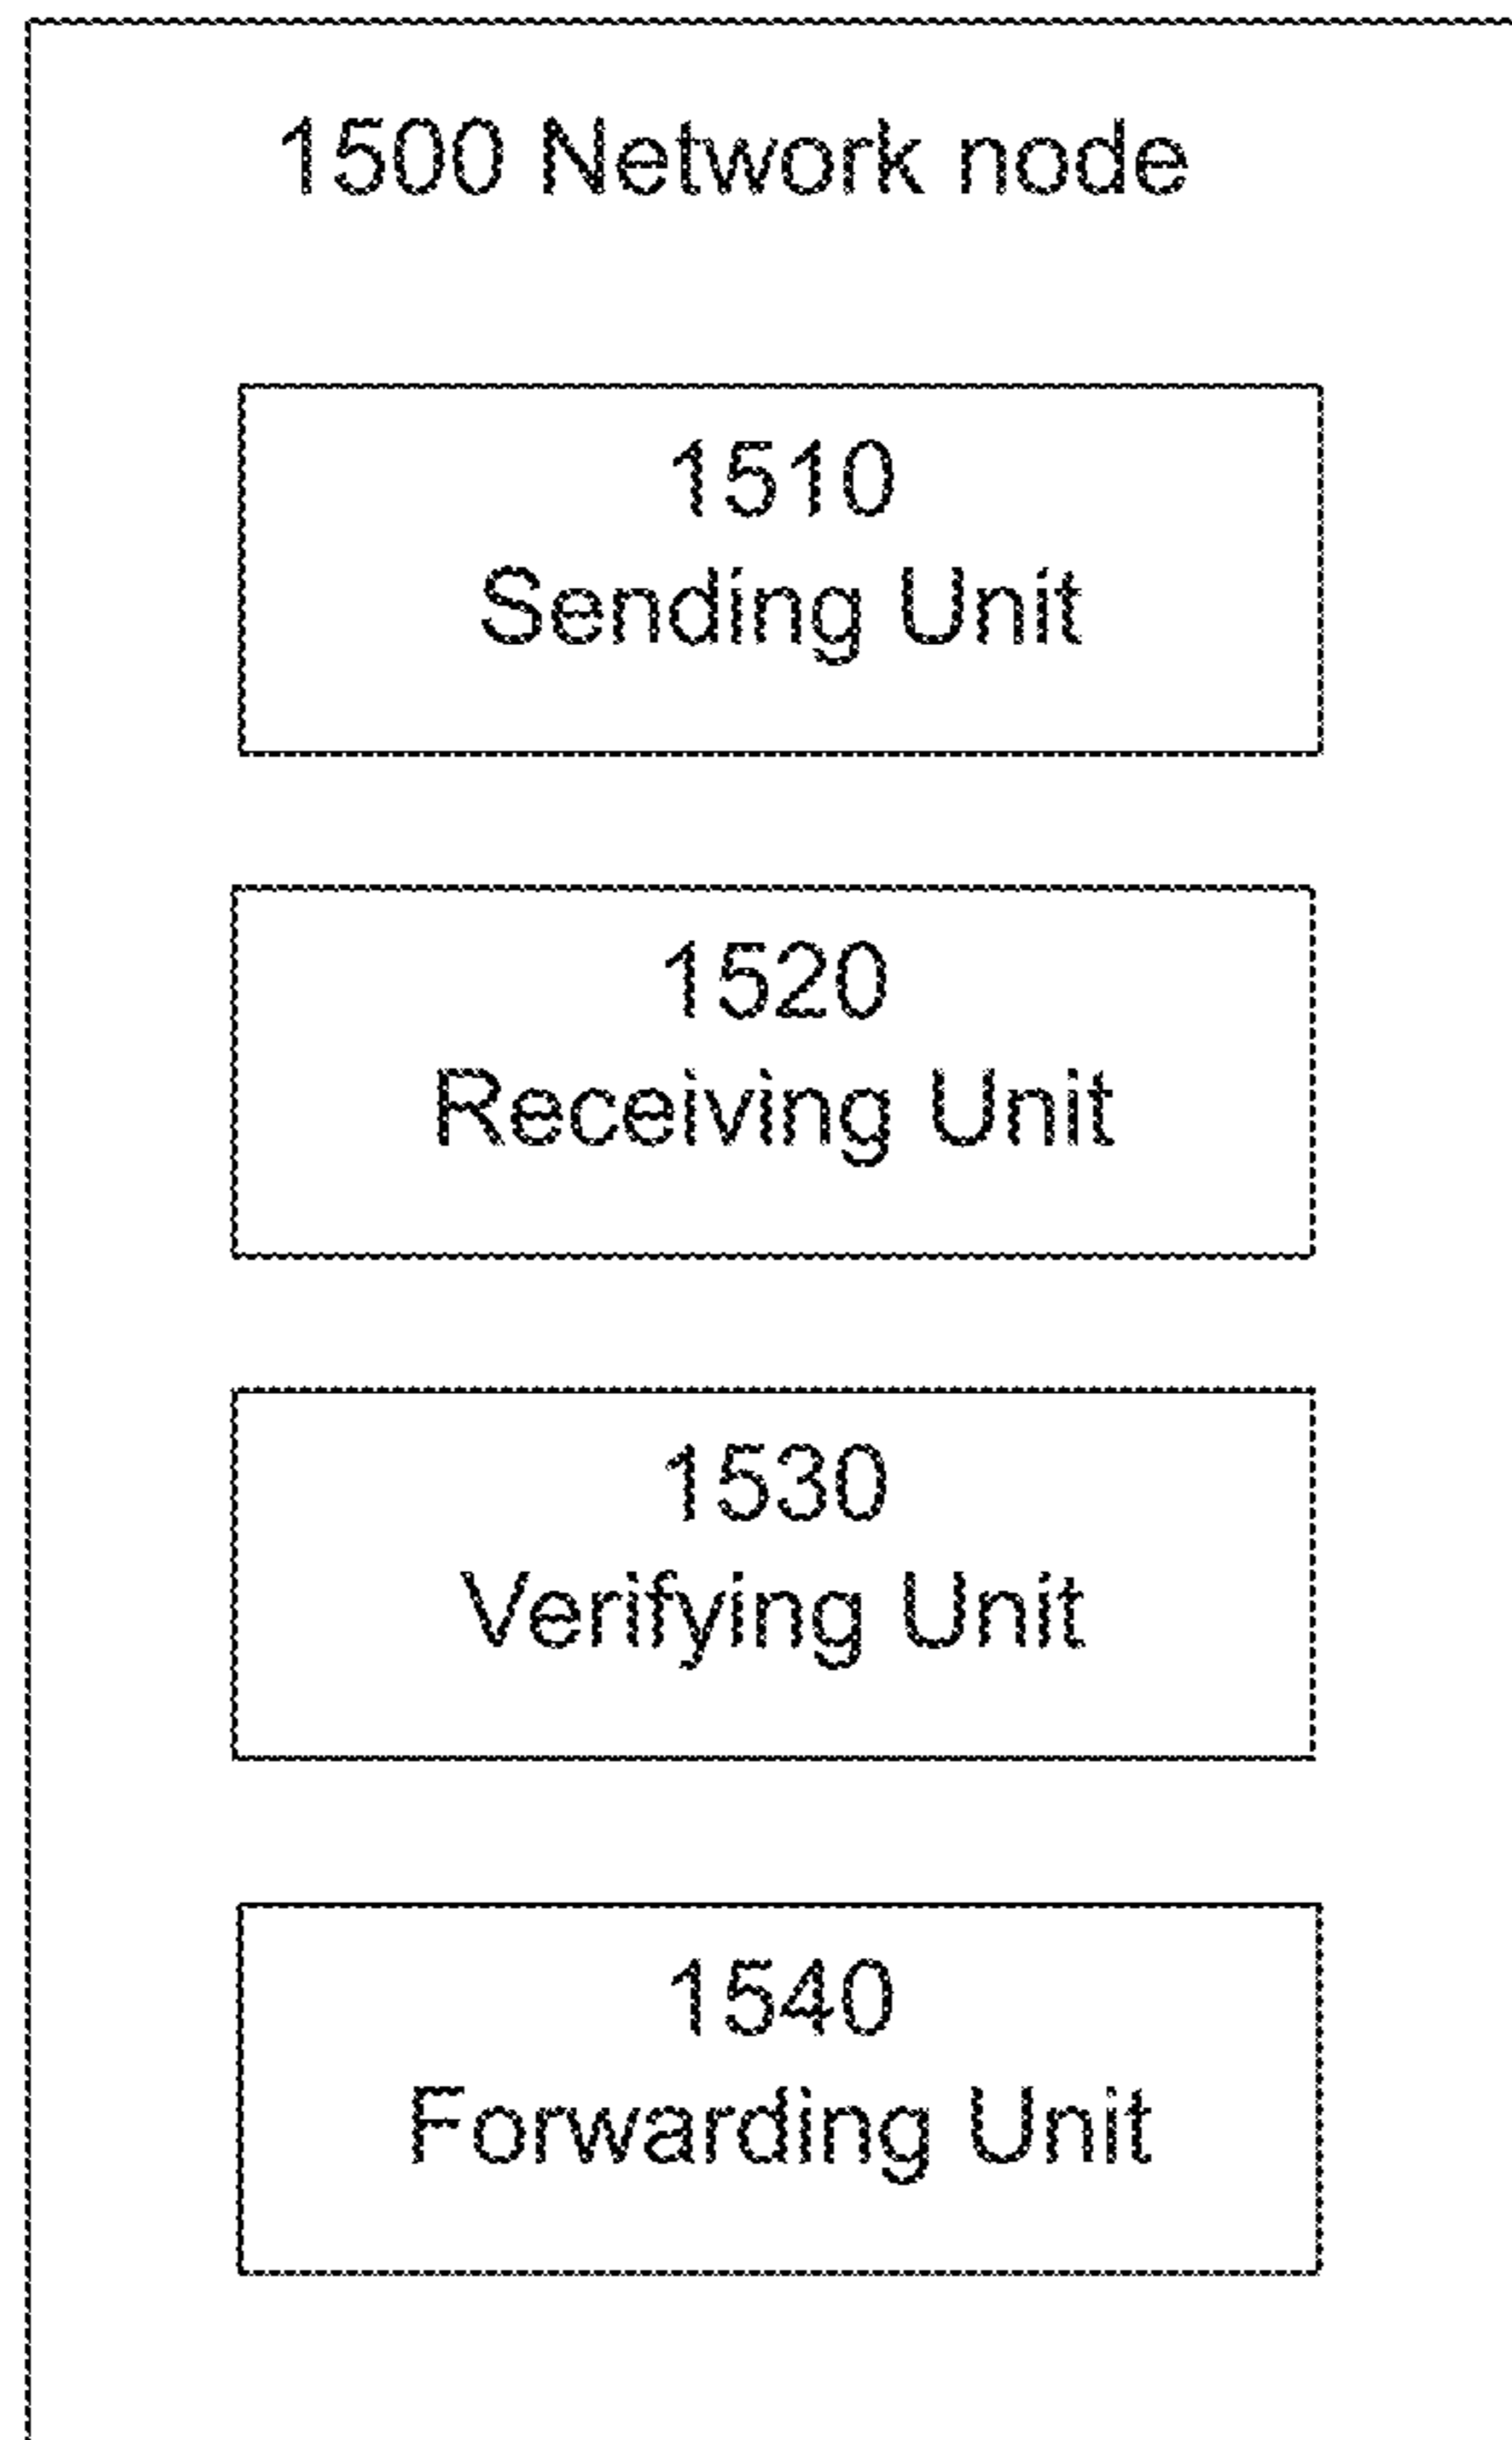 1500 Network node
1510
Sending Unit
1520
Receiving Unit
1530
Verifying Unit
1540
Forwarding Unit